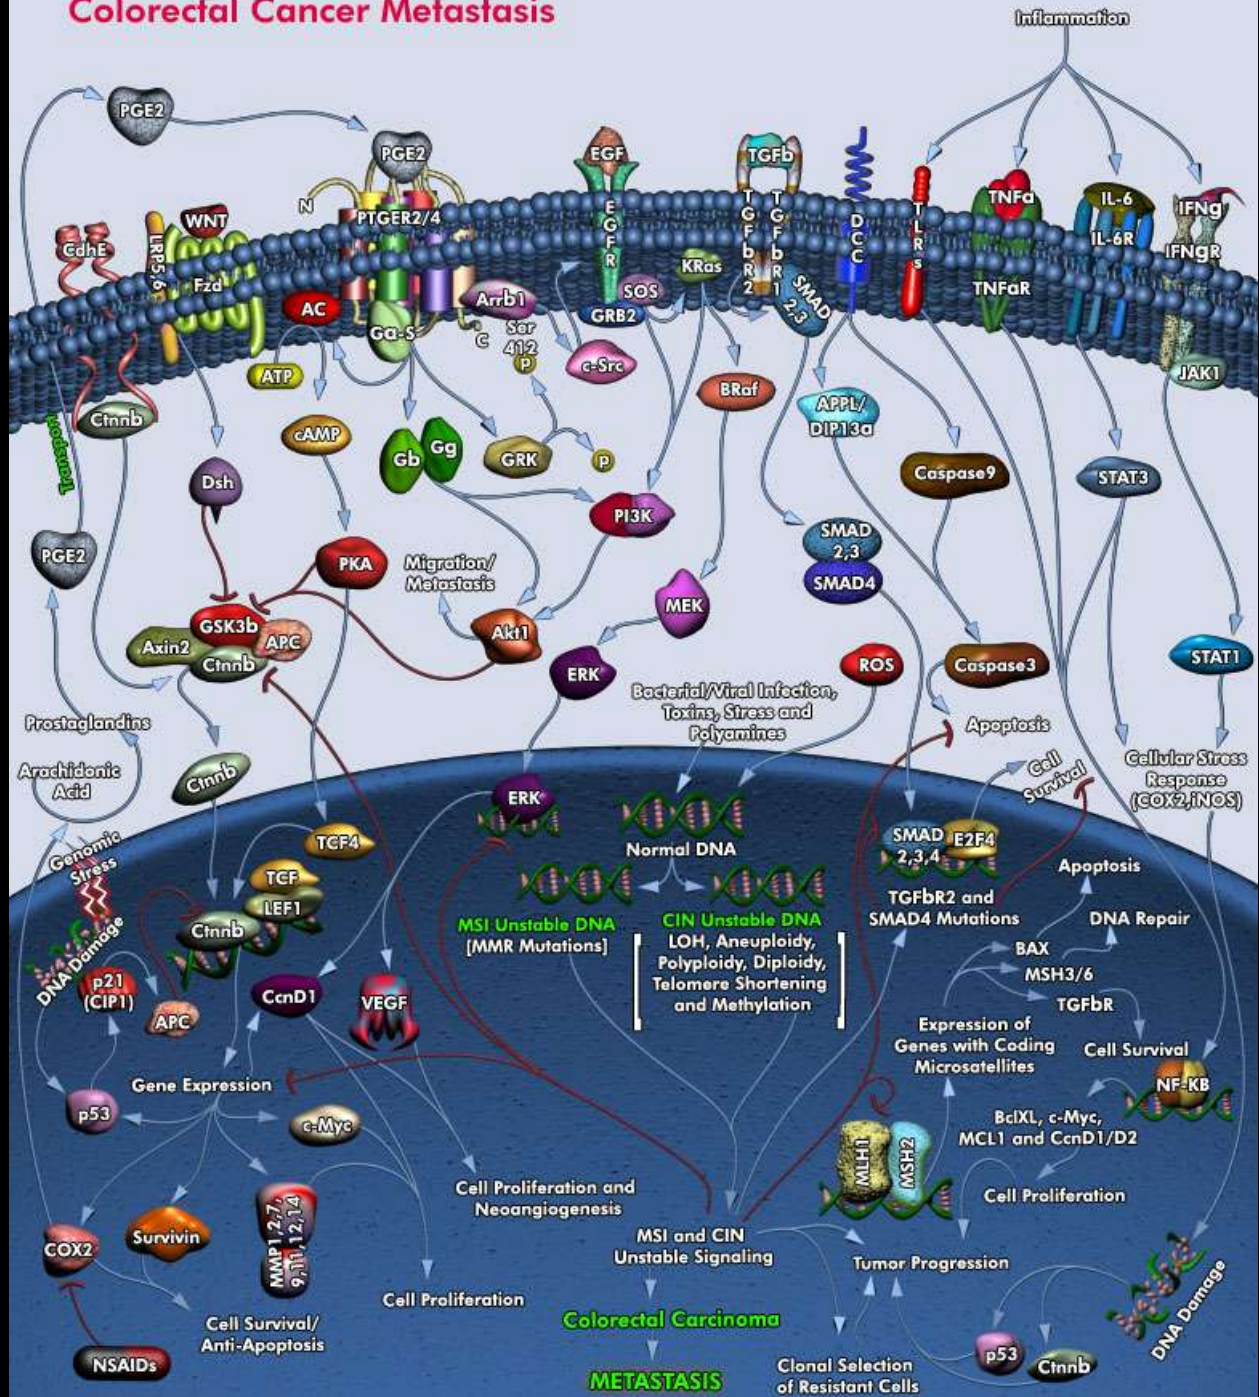 Colorectal Cancer Metastasis
Inflammation
PGE2
PGE2
EGF
TGFb
N
PTGER2/4
WNT
CdhE
LRP5,6
Fzd
EGFR
KRas
TGFbR2
TGFbR1
DCC
TLRs
TNFa
TNFaR
IL-6
IL-6R
IFNg
IFNgR
AC
Ga-S
Arrb1
C
Ser
412
P
SOS
GRB2
c-Src
SMAD
2,3
JAK1
ATP
Ctnnb
Transport
cAMP
Gb
Gg
GRK
P
BRaf
APPL/
DIP13a
Caspase9
STAT3
Dsh
PI3K
PGE2
PKA
Migration/
Metastasis
SMAD
2,3
SMAD4
MEK
GSK3b
Axin2
APC
Ctnnb
Akt1
ERK
ROS
Caspase3
STAT1
Bacterial/Viral Infection,
Toxins, Stress and
Polyamines
Prostaglandins
Apoptosis
Arachidonic
Acid
Ctnnb
Cell
Survival
Cellular Stress
Response
(COX2,iNOS)
ERK
TCF4
Normal DNA
SMAD
2,3,4
E2F4
Genomic
Stress
TCF
LEF1
Ctnnb
TGFbR2 and
SMAD4 Mutations
Apoptosis
MSI Unstable DNA
[MMR Mutations]
CIN Unstable DNA
LOH, Aneuploidy,
Polyploidy, Diploidy,
Telomere Shortening
and Methylation
DNA Repair
BAX
MSH3/6
TGFbR
DNA Damage
p21
(CIP1)
APC
CcnD1
VEGF
Expression of
Genes with Coding
Microsatellites
Cell Survival
Gene Expression
NF-KB
p53
c-Myc
BclXL, c-Myc,
MCL1 and CcnD1/D2
MLH1
MSH2
Cell Proliferation and
Neoangiogenesis
Cell Proliferation
MMP1,2,7,
9,11,12,14
COX2
Survivin
MSI and CIN
Unstable Signaling
Tumor Progression
Cell Proliferation
Colorectal Carcinoma
Cell Survival/
Anti-Apoptosis
DNA Damage
NSAIDs
METASTASIS
Clonal Selection
of Resistant Cells
p53
Ctnnb